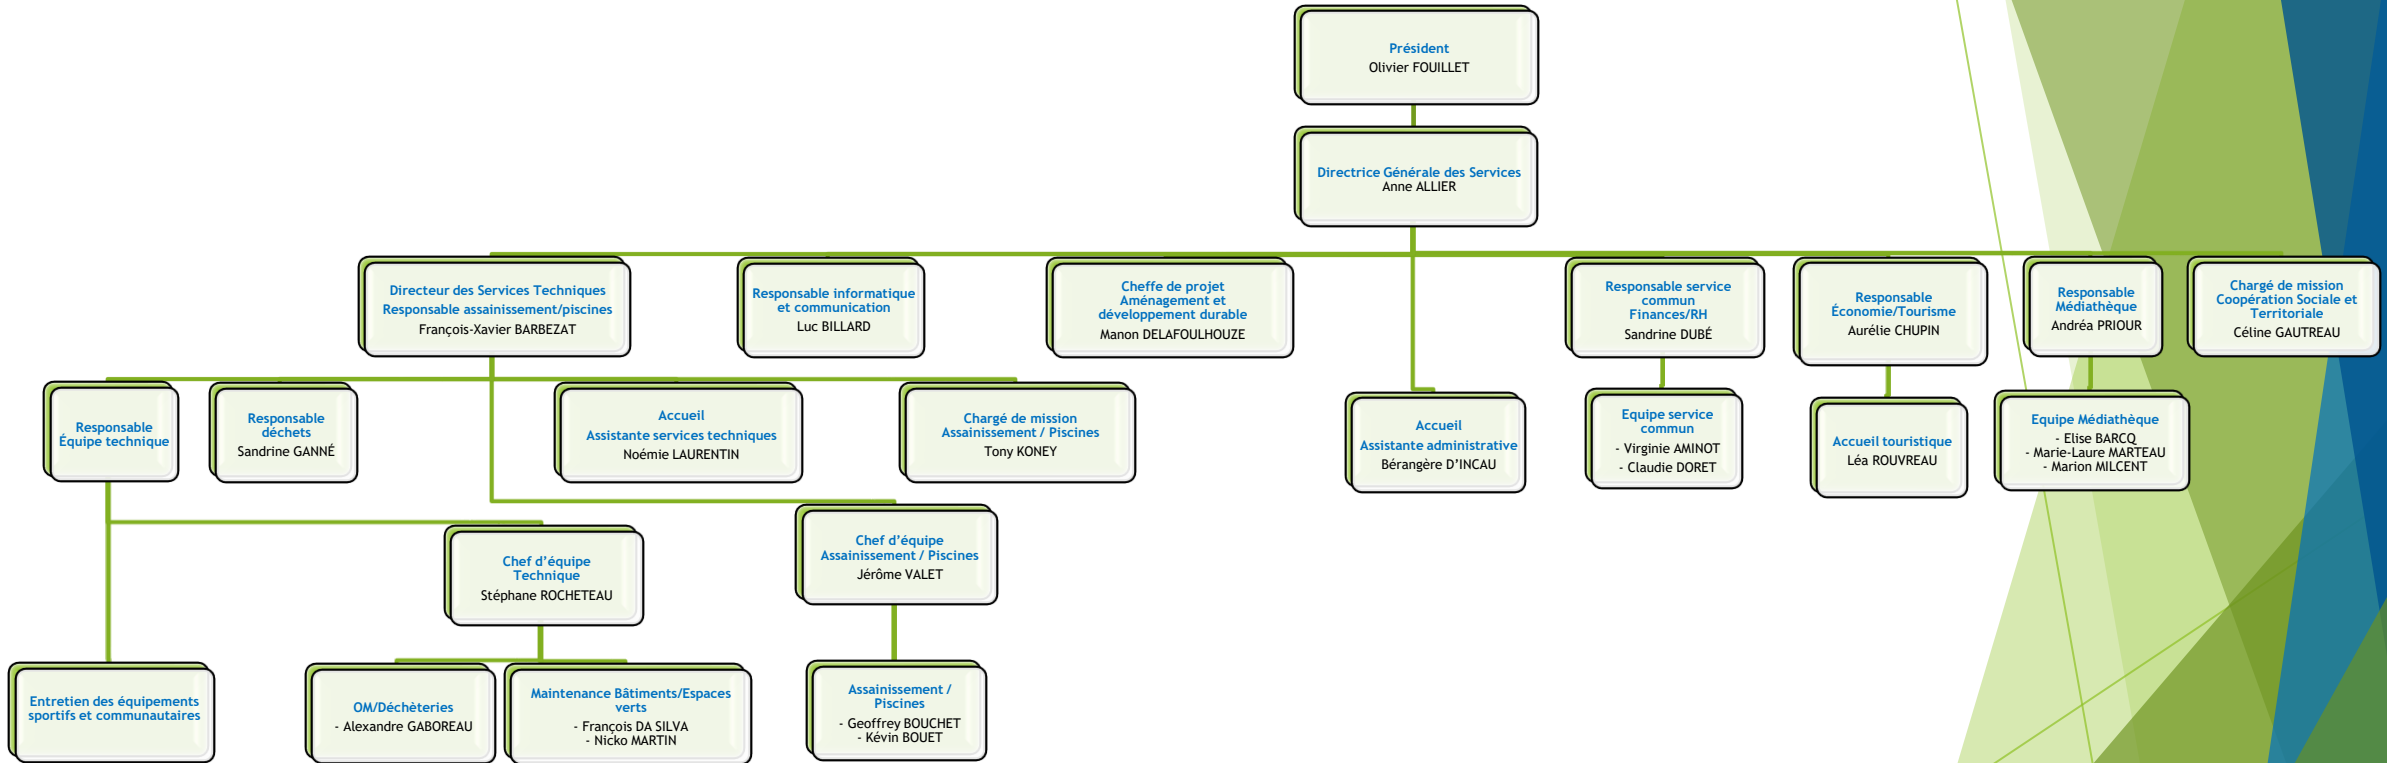 Président
Olivier FOUILLET
Directrice Générale des Services
Anne ALLIER
Directeur des Services Techniques
Responsable assainissement/piscines
François-Xavier BARBEZAT
Responsable informatique
et communication
Luc BILLARD
Cheffe de projet
Aménagement et
développement durable
Manon DELAFOULHOUZE
Responsable service
commun
Finances/RH
Sandrine DUBÉ
Responsable
Économie/Tourisme
Aurélie CHUPIN
Responsable
Médiathèque
Andréa PRIOUR
Chargé de mission
Coopération Sociale et
Territoriale
Céline GAUTREAU
Responsable
Équipe technique
Responsable
déchets
Sandrine GANNÉ
Accueil
Assistante services techniques
Noémie LAURENTIN
Chargé de mission
Assainissement / Piscines
Tony KONEY
Accueil
Assistante administrative
Bérangère D’INCAU
Equipe service
commun
- Virginie AMINOT
- Claudie DORET
Accueil touristique
Léa ROUVREAU
Equipe Médiathèque
- Elise BARCQ
- Marie-Laure MARTEAU
- Marion MILCENT
Chef d’équipe
Technique
Stéphane ROCHETEAU
Chef d’équipe
Assainissement / Piscines
Jérôme VALET
Entretien des équipements
sportifs et communautaires
OM/Déchèteries
- Alexandre GABOREAU
Maintenance Bâtiments/Espaces
verts
- François DA SILVA
- Nicko MARTIN
Assainissement /
Piscines
- Geoffrey BOUCHET
- Kévin BOUET